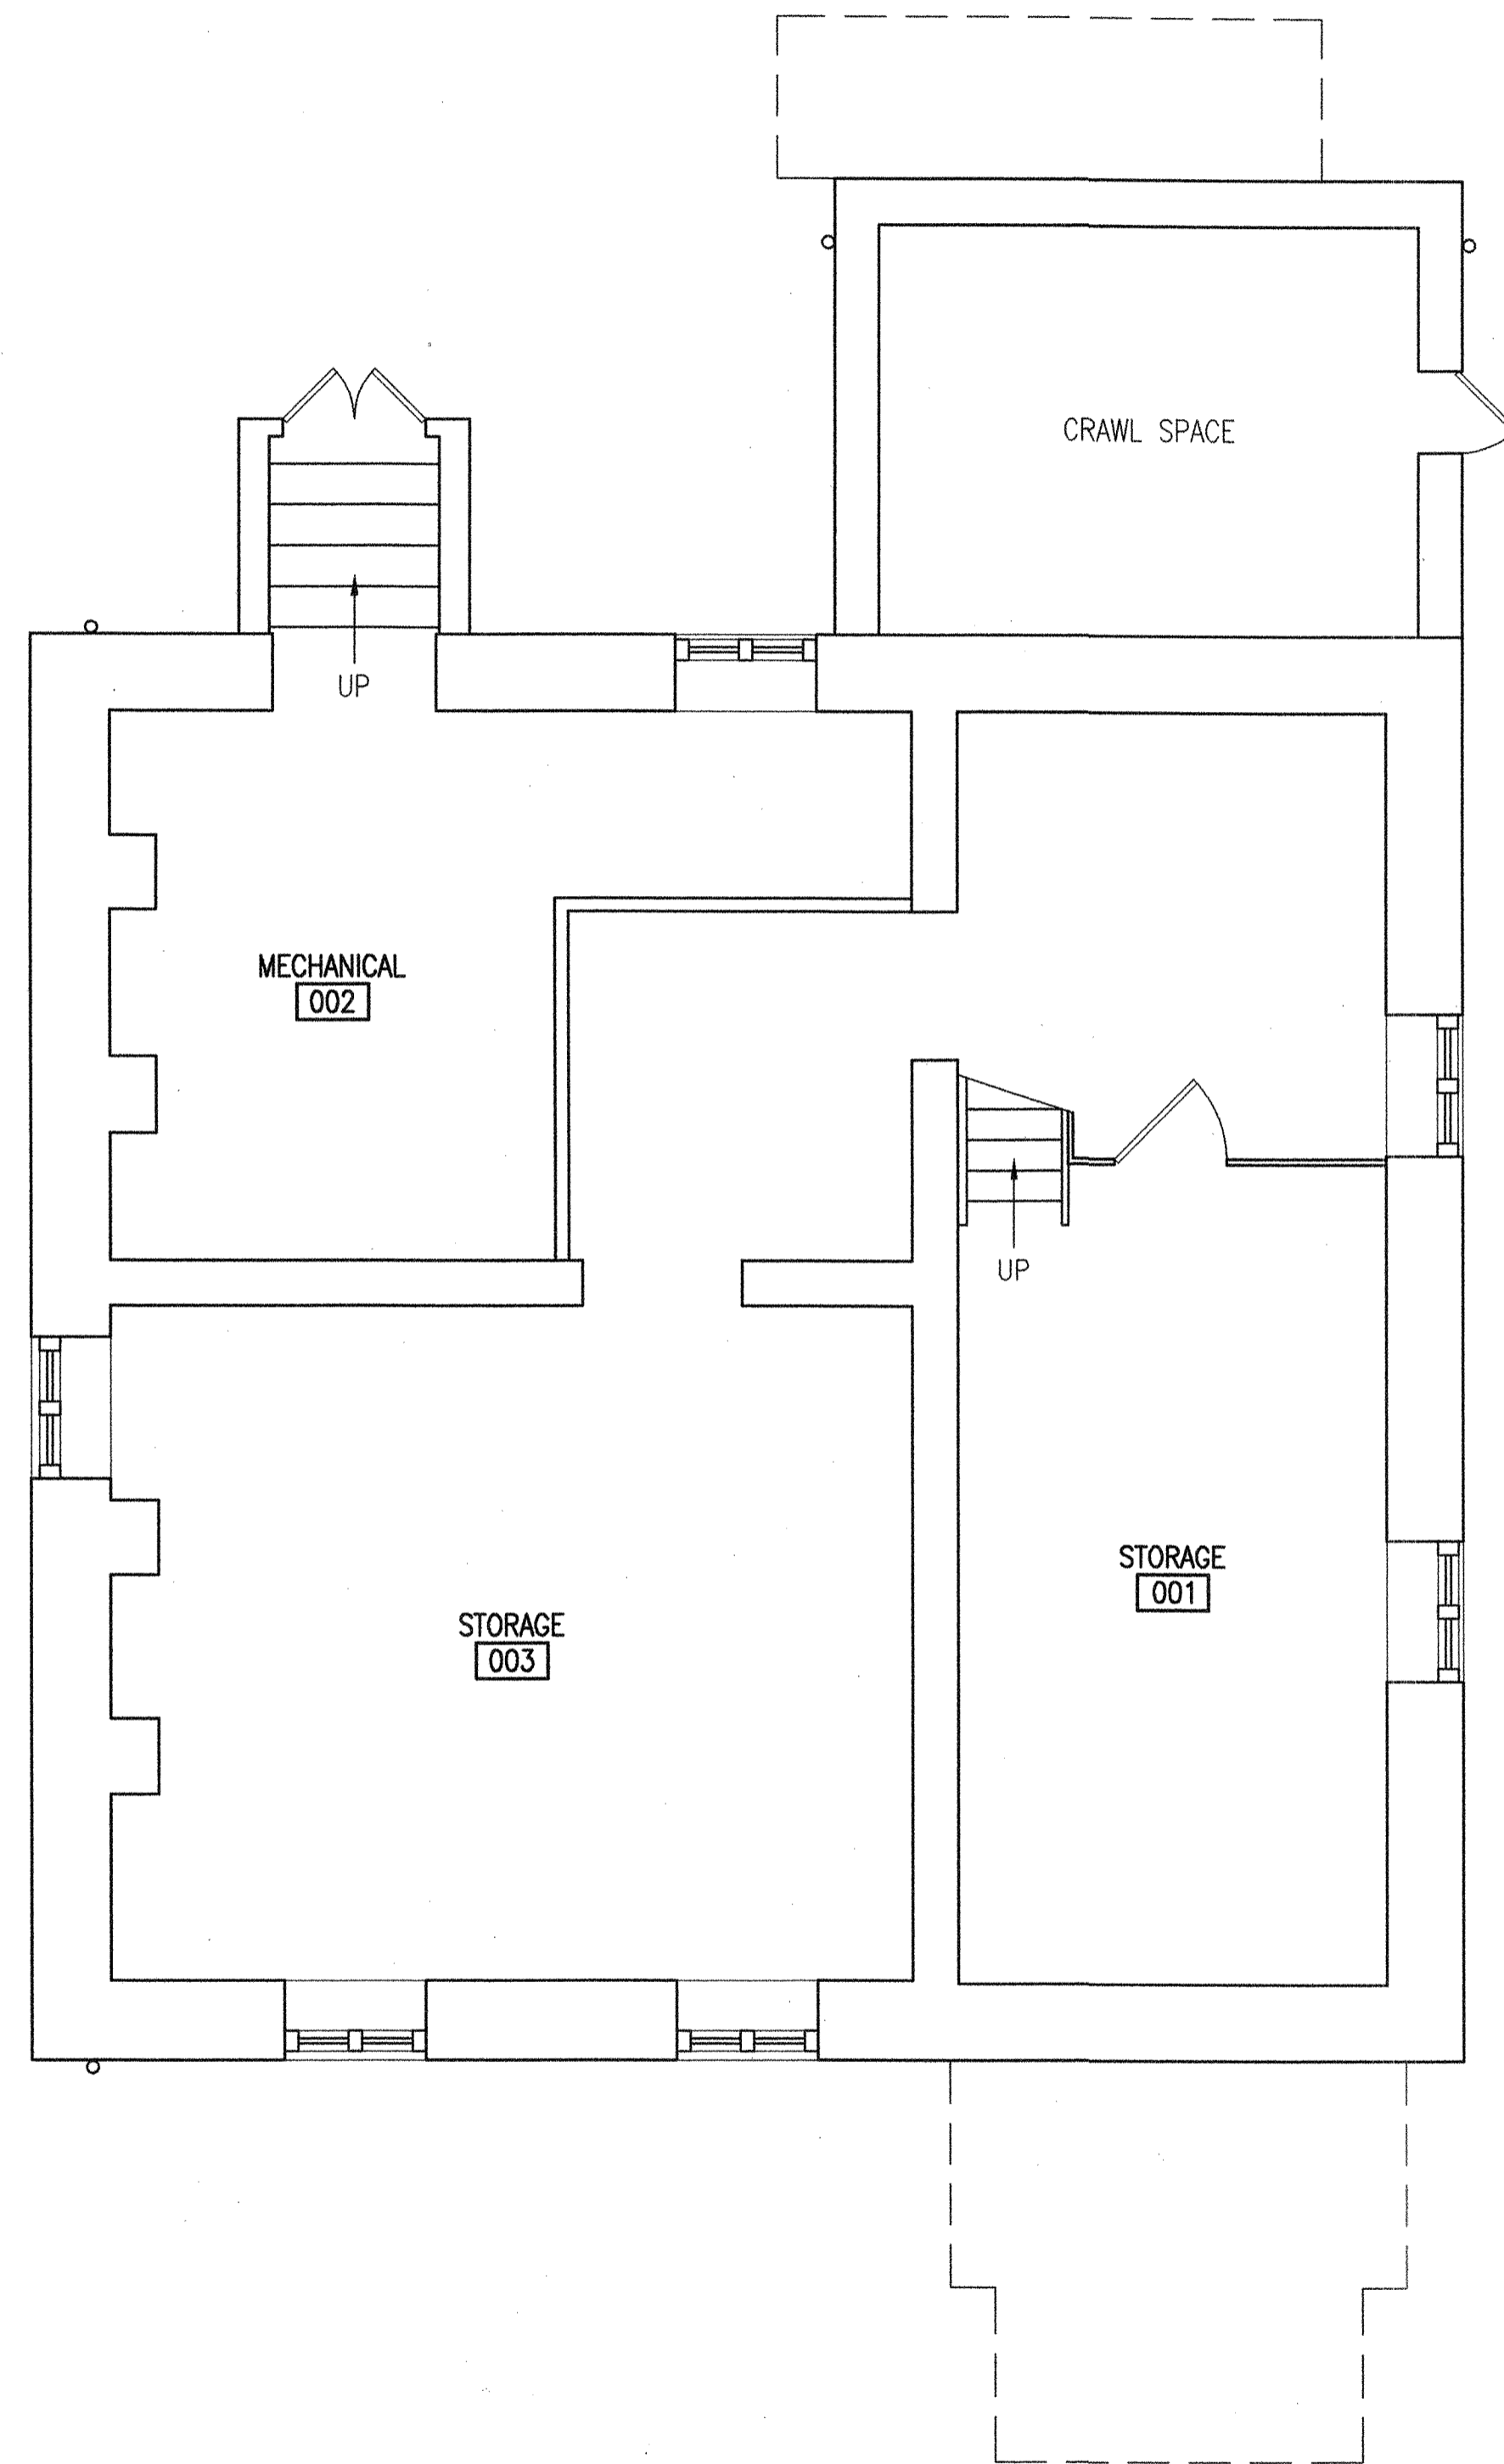 CRAWL SPACE
UP
MECHANICAL
002
UP
STORAGE
001
STORAGE
003